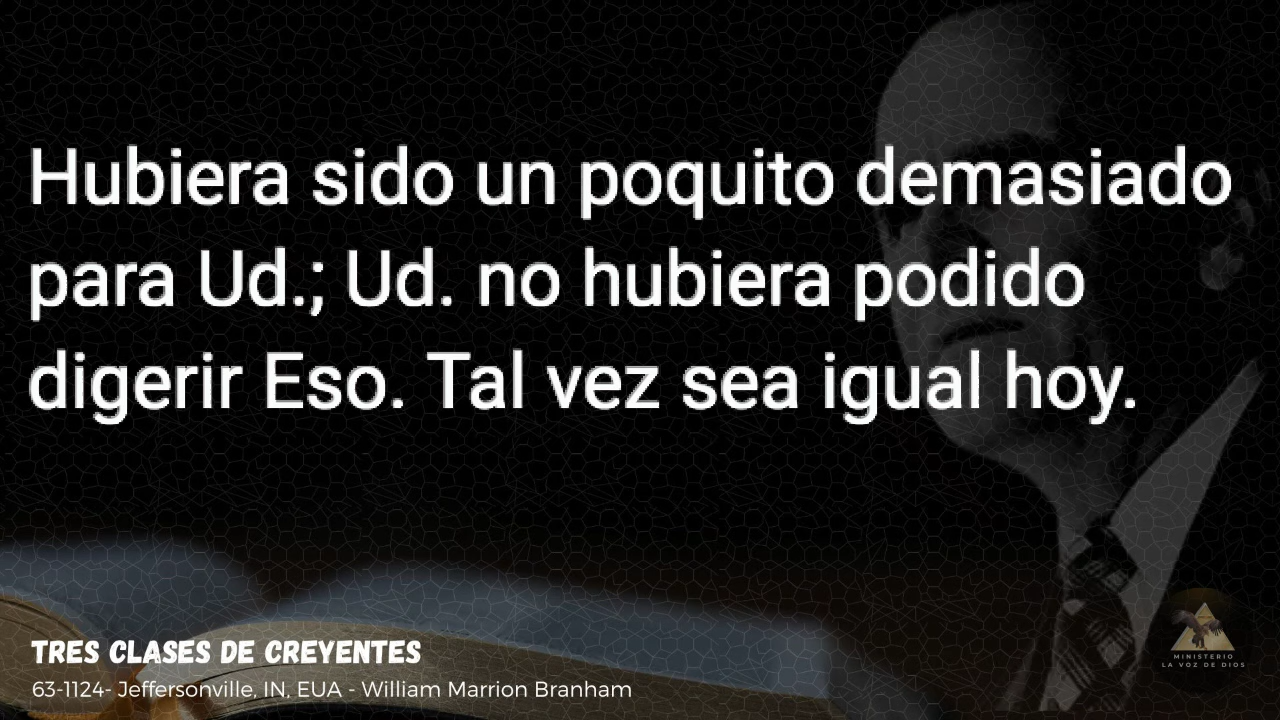 Hubiera sido un poquito demasiado
para Ud.; Ud. no hubiera podido
digerir Eso. Tal vez sea igual hoy.
TRES CLASES DE CREYENTES
63-1124- Jeffersonville, IN, EUA - William Marrion Branham
MINISTERIO
LA VOZ DE DIOS